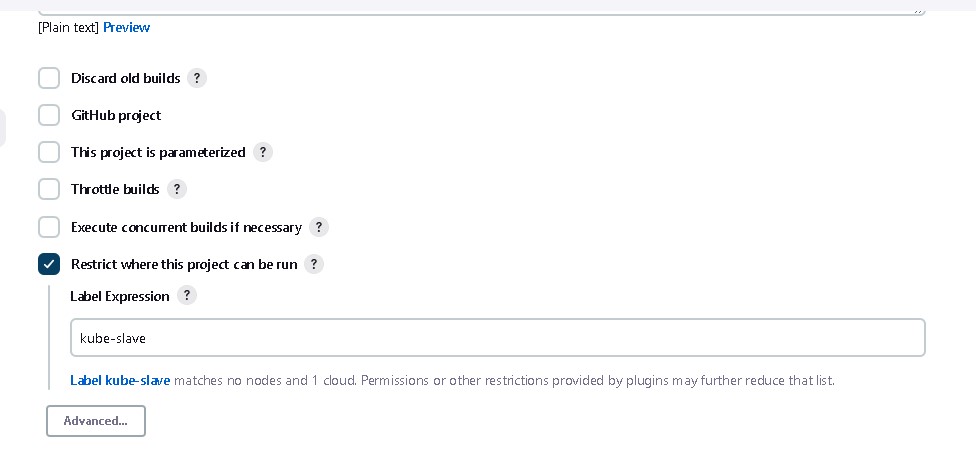 [Plain text] Preview
Discard old builds ?
GitHub project
This project is parameterized ?
Throttle builds ?
Execute concurrent builds if necessary ?
Restrict where this project can be run ?
Label Expression ?
kube-slave
Label kube-slave matches no nodes and 1 cloud. Permissions or other restrictions provided by plugins may further reduce that list.
Advanced...